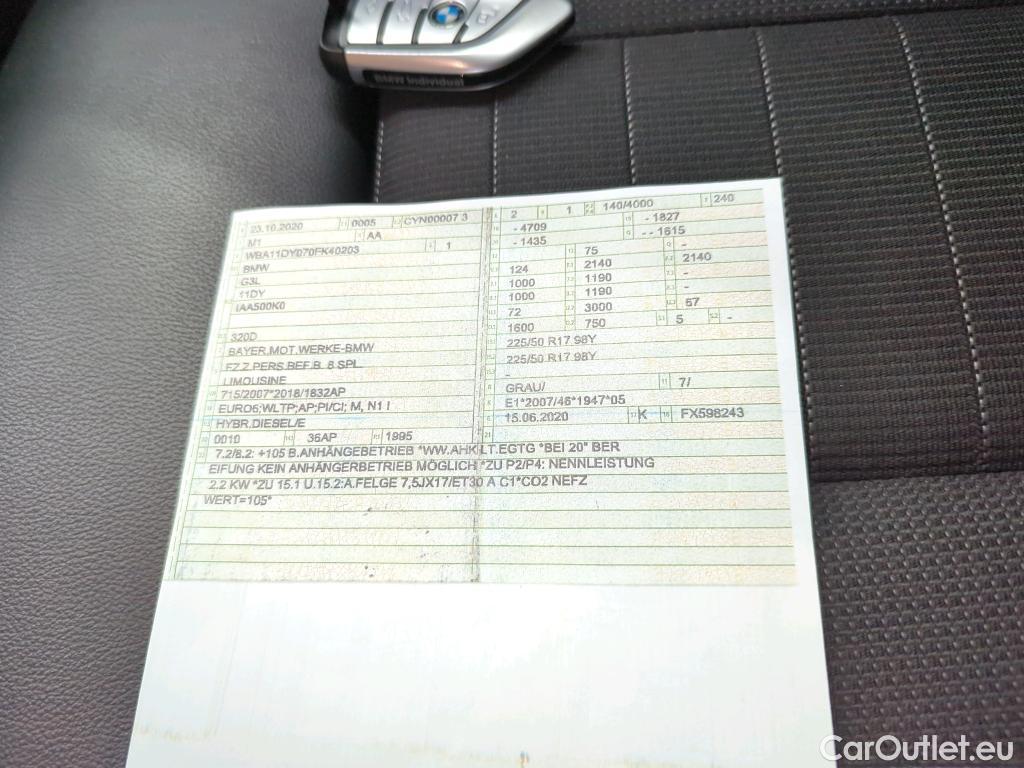 BMW Individual
23.10.2020 0005 CYN00007 3
M1 AA
WBA11DY070FK40203 1
BMW
G3L
11DY
IAA500K0
320D
BAYER.MOT.WERKE-BMW
FZ.Z.PERS.BEF.B. 8 SPL.
LIMOUSINE
715/2007*2018/1832AP
EURO6;WLTP;AP;PI/CI; M, N1 I
HYBR.DIESEL/E
0010 36AP 1995
2 1 140/4000 240
- 4709 - 1827
- 1435 - - 1615
75 -
124 2140 2140
1000 1190 -
1000 1190 -
72 3000 67
1600 750 5 -
225/50 R17.98Y
225/50 R17.98Y
-
GRAU/ 7/
E1*2007/46*1947*05
15.06.2020 K FX598243
7.2/8.2: +105 B.ANHÄNGEBETRIEB *WW.AHK LT.EGTG *BEI 20" BER
EIFUNG KEIN ANHÄNGERBETRIEB MÖGLICH *ZU P2/P4: NENNLEISTUNG
2.2 KW *ZU 15.1 U.15.2:A.FELGE 7,5JX17/ET30 A C1*CO2 NEFZ
WERT=105*
CarOutlet.eu